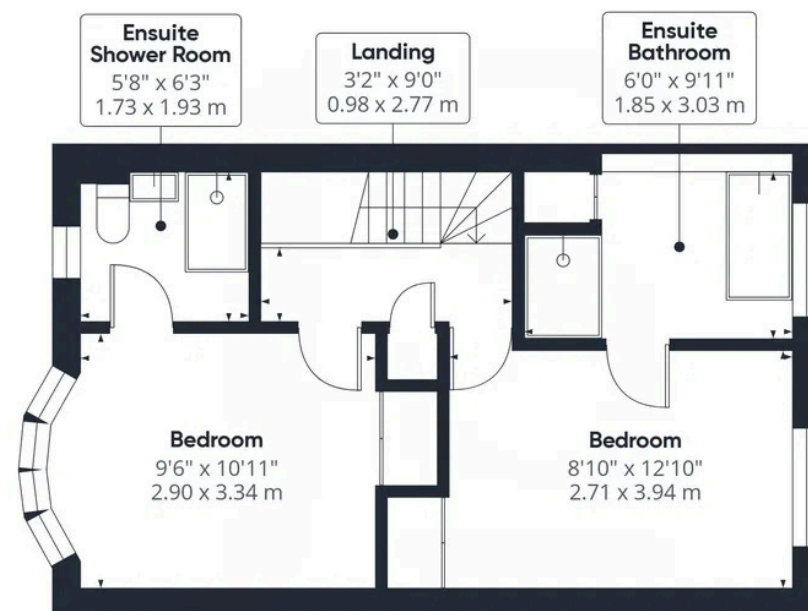 Ensuite
Shower Room
5'8" x 6'3"
1.73 x 1.93 m
Landing
3'2" x 9'0"
0.98 x 2.77 m
Ensuite
Bathroom
6'0" x 9'11"
1.85 x 3.03 m
Bedroom
9'6" x 10'11"
2.90 x 3.34 m
Bedroom
8'10" x 12'10"
2.71 x 3.94 m